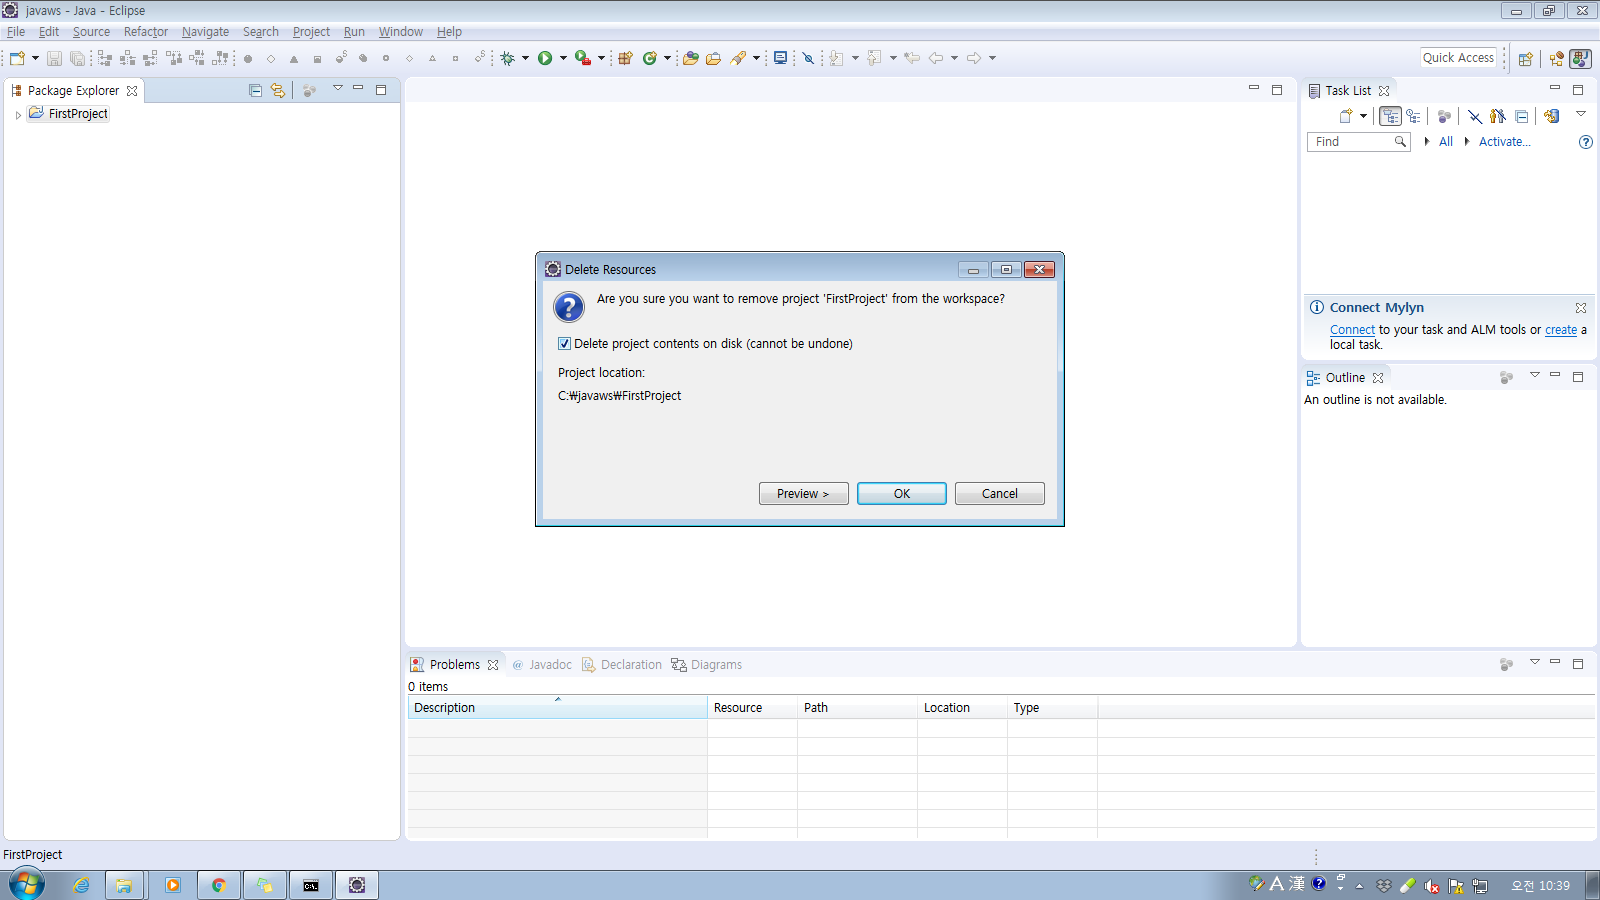 javaws - Java - Eclipse
File Edit Source Refactor Navigate Search Project Run Window Help
Quick Access
Package Explorer
FirstProject
Task List
Find
All
Activate...
Delete Resources
Are you sure you want to remove project 'FirstProject' from the workspace?
Delete project contents on disk (cannot be undone)
Project location:
C:₩javaws₩FirstProject
Preview >
OK
Cancel
Connect Mylyn
Connect to your task and ALM tools or create a
local task.
Outline
An outline is not available.
Problems @ Javadoc Declaration Diagrams
0 items
Description Resource Path Location Type
FirstProject
C:\.
A 漢
오전 10:39